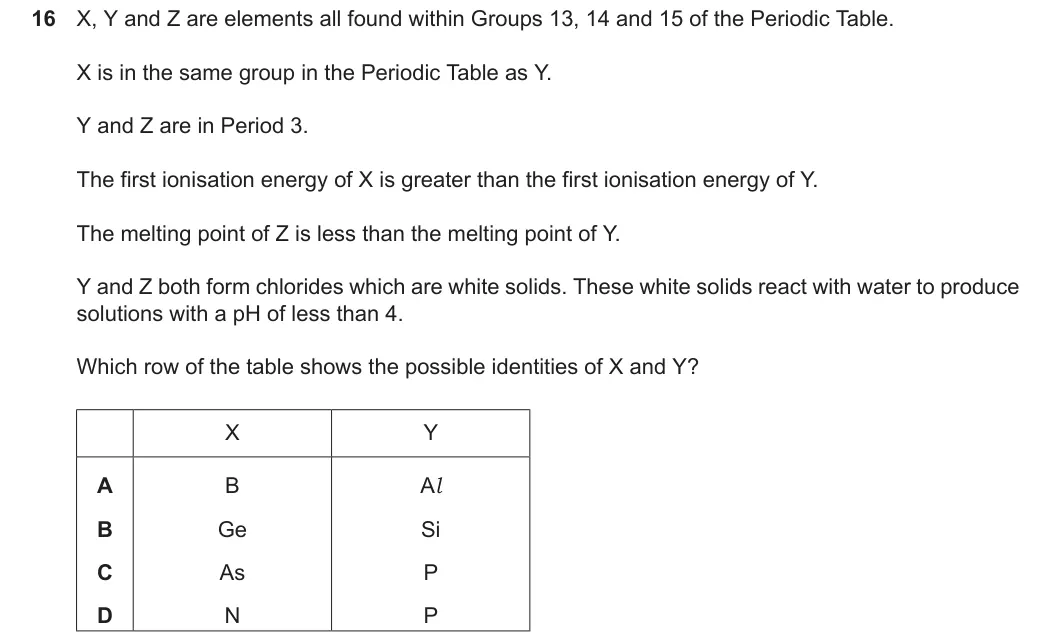 16 X, Y and Z are elements all found within Groups 13, 14 and 15 of the Periodic Table.
X is in the same group in the Periodic Table as Y.
Y and Z are in Period 3.
The first ionisation energy of X is greater than the first ionisation energy of Y.
The melting point of Z is less than the melting point of Y.
Y and Z both form chlorides which are white solids. These white solids react with water to produce
solutions with a pH of less than 4.
Which row of the table shows the possible identities of X and Y?
X Y
A B Al
B Ge Si
C As P
D N P